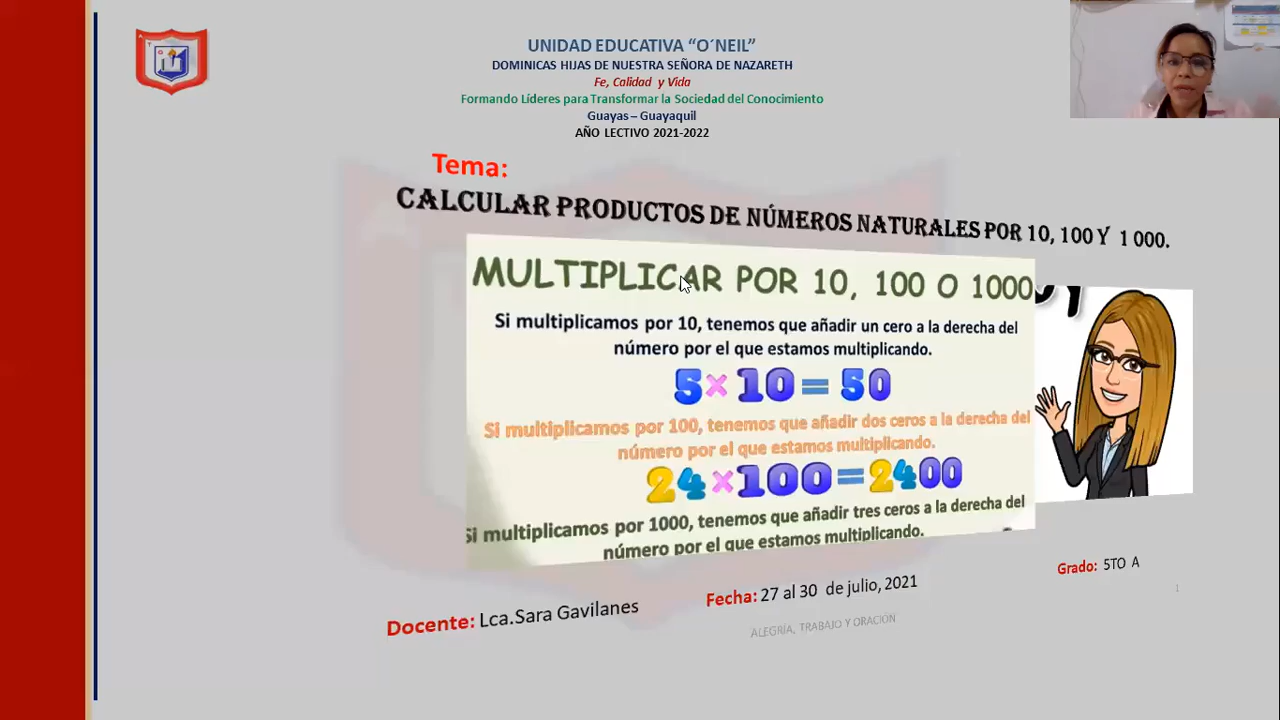 UNIDAD EDUCATIVA “O´NEIL”
DOMINICAS HIJAS DE NUESTRA SEÑORA DE NAZARETH
Fe, Calidad y Vida
Formando Líderes para Transformar la Sociedad del Conocimiento
Guayas – Guayaquil
AÑO LECTIVO 2021-2022
Tema:
CALCULAR PRODUCTOS DE NÚMEROS NATURALES POR 10, 100 Y 1 000.
MULTIPLICAR POR 10, 100 O 1000
Si multiplicamos por 10, tenemos que añadir un cero a la derecha del
número por el que estamos multiplicando.
5 × 10 = 50
Si multiplicamos por 100, tenemos que añadir dos ceros a la derecha del
número por el que estamos multiplicando.
24 × 100 = 2400
Si multiplicamos por 1000, tenemos que añadir tres ceros a la derecha del
número por el que estamos multiplicando.
Docente: Lca.Sara Gavilanes
Fecha: 27 al 30 de julio, 2021
Grado: 5TO A
ALEGRÍA, TRABAJO Y ORACIÓN
1